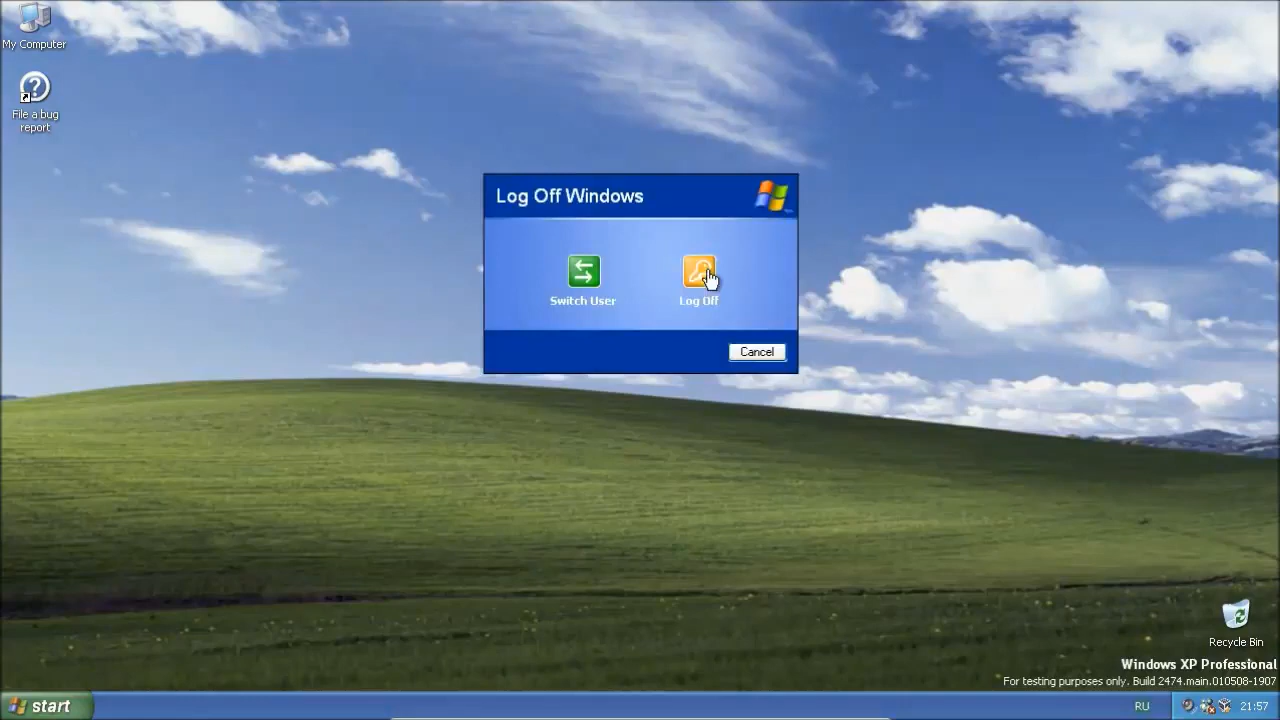 My Computer
File a bug
report
Log Off Windows
Switch User
Log Off
Cancel
Recycle Bin
Windows XP Professional
For testing purposes only. Build 2474.main.010508-1907
start
RU
21:57